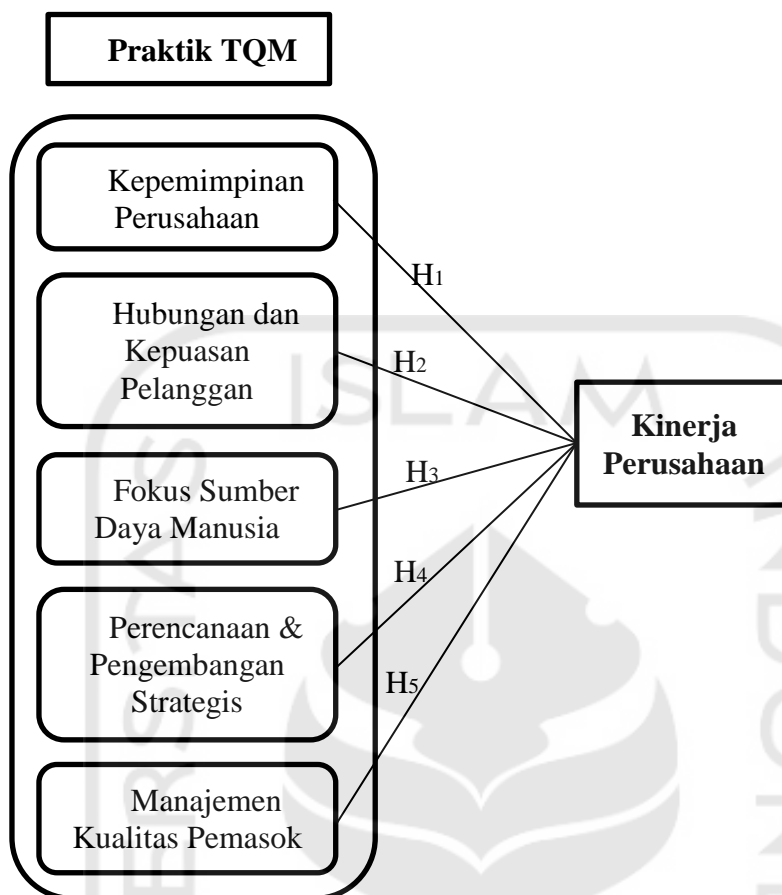 Praktik TQM
Kepemimpinan
Perusahaan
H1
Hubungan dan
Kepuasan
Pelanggan
H2
Fokus Sumber
Daya Manusia
H3
Perencanaan &
Pengembangan
Strategis
H4
Manajemen
Kualitas Pemasok
H5
Kinerja
Perusahaan
ISLAM